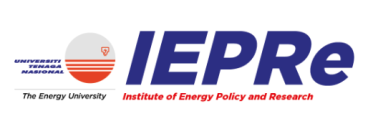 UNIVERSITI
TENAGA
NASIONAL
IEPRe
The Energy University
Institute of Energy Policy and Research